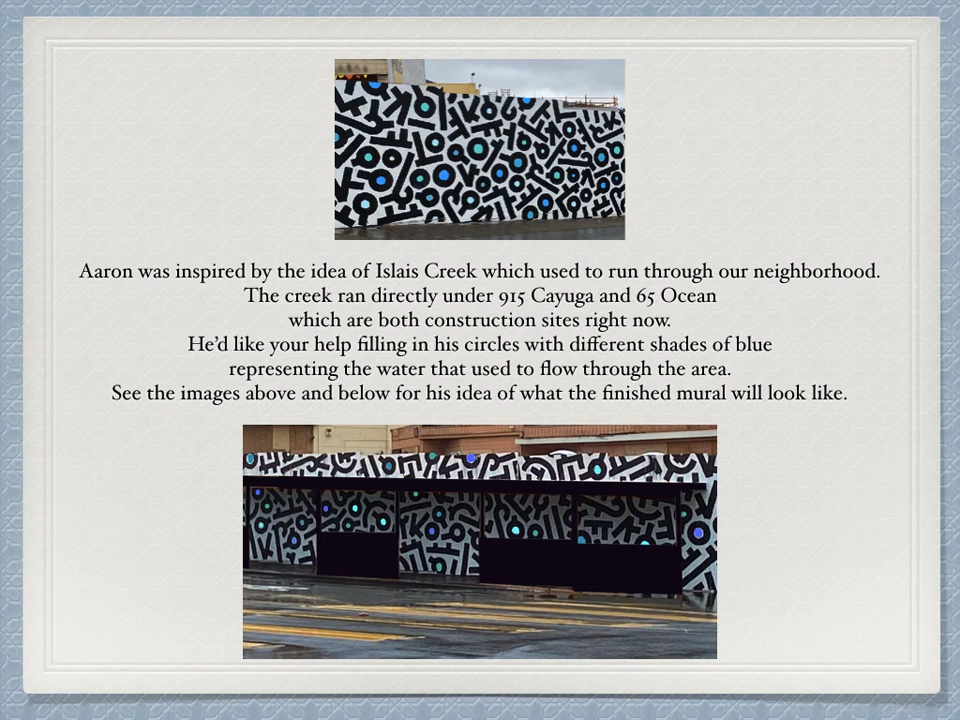 Aaron was inspired by the idea of Islais Creek which used to run through our neighborhood.
The creek ran directly under 915 Cayuga and 65 Ocean
which are both construction sites right now.
He'd like your help filling in his circles with different shades of blue
representing the water that used to flow through the area.
See the images above and below for his idea of what the finished mural will look like.